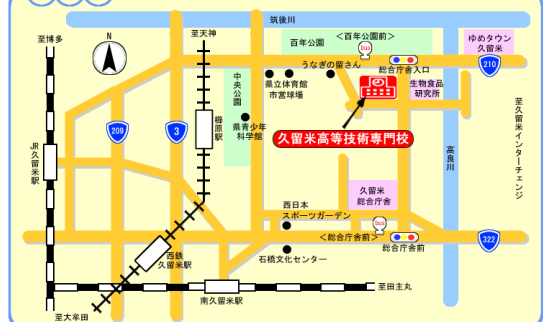 筑後川
至博多
N
至天神
百年公園
＜百年公園前＞
bus
ゆめタウン
久留米
うなぎの留さん
総合庁舎入口
210
県立体育館
市営球場
中央公園
生物食品
研究所
209
3
櫛原駅
県青少年
科学館
久留米高等技術専門校
至久留米インターチェンジ
JR久留米駅
高良川
久留米
総合庁舎
西日本
スポーツガーデン
bus
＜総合庁舎前＞
総合庁舎前
322
西鉄
久留米駅
石橋文化センター
南久留米駅
至田主丸
至大牟田